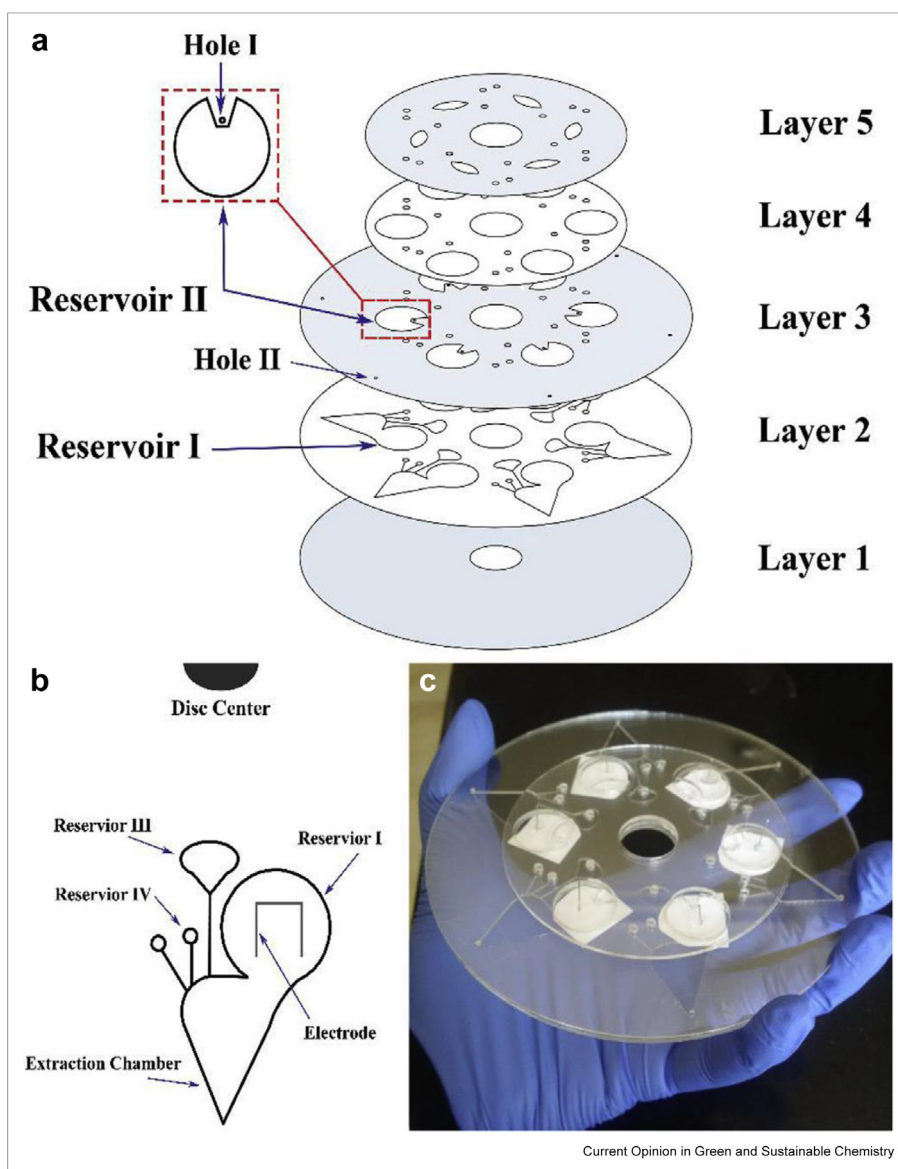 a
Hole I
Layer 5
Layer 4
Reservoir II
Layer 3
Hole II
Reservoir I
Layer 2
Layer 1
b
Disc Center
Reservior III
Reservior I
Reservior IV
Electrode
Extraction Chamber
c
Current Opinion in Green and Sustainable Chemistry